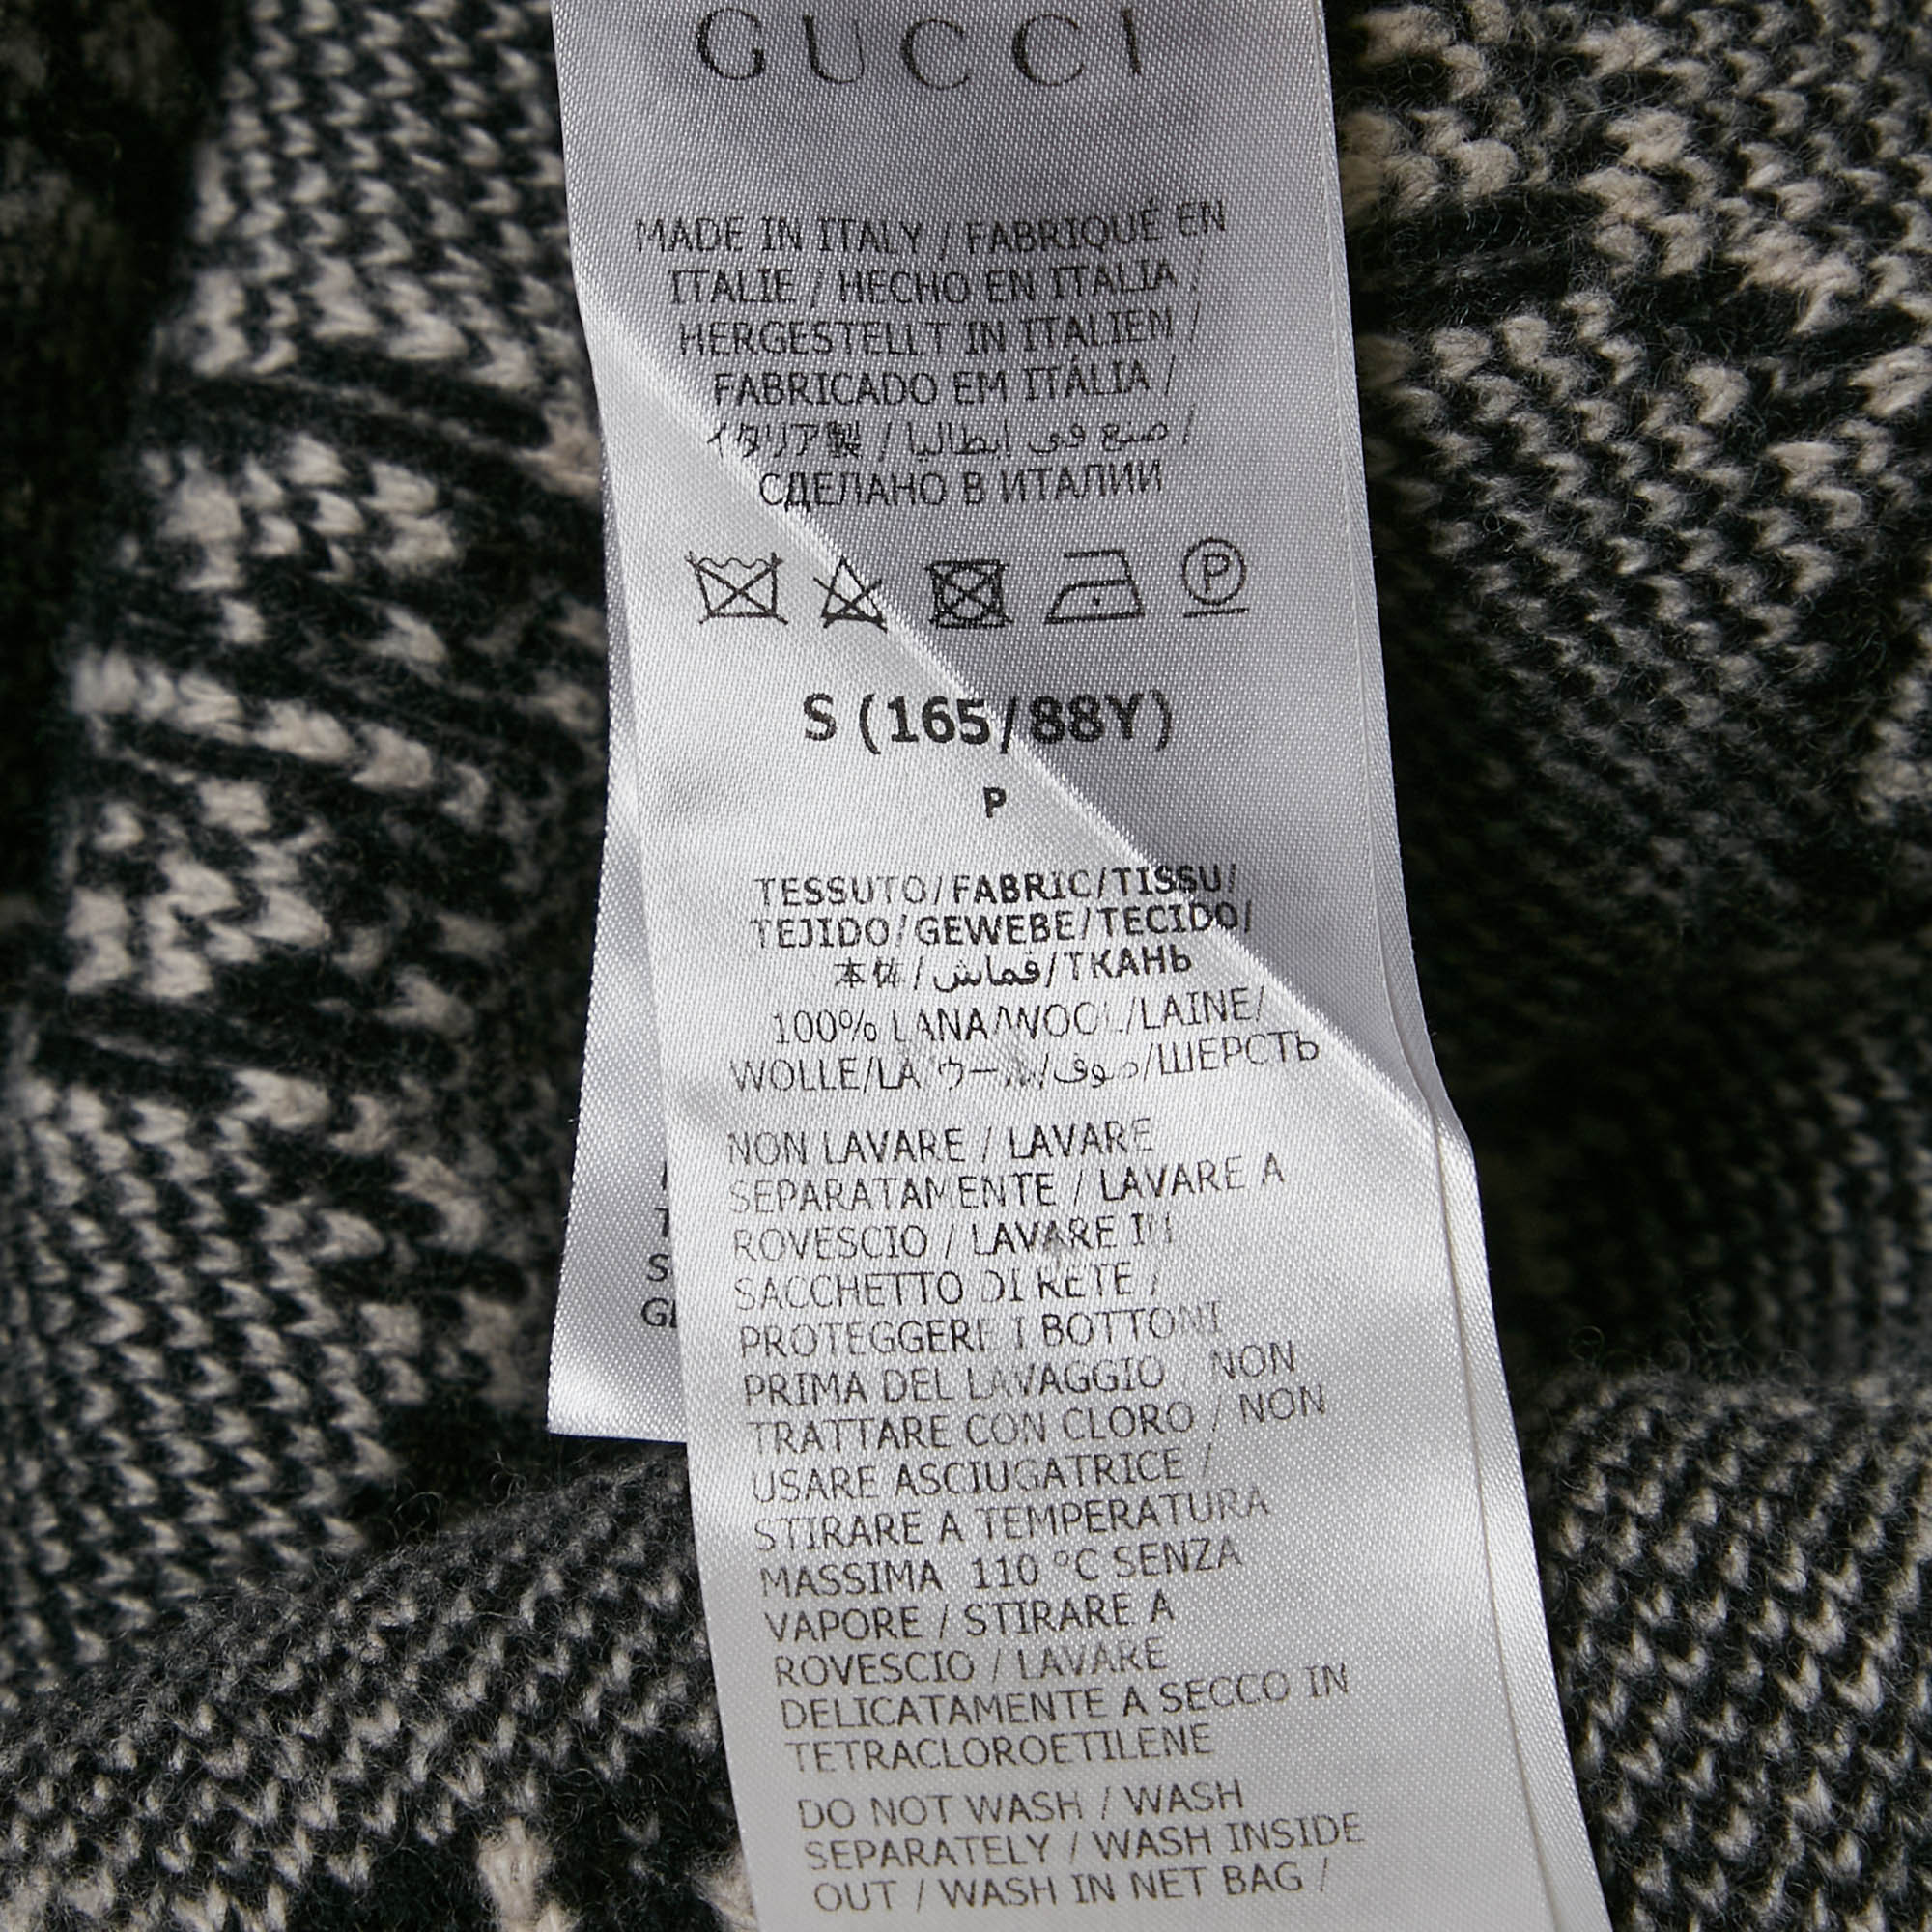 GUCCI
MADE IN ITALY / FABRIQUÉ EN
ITALIE / HECHO EN ITALIA /
HERGESTELLT IN ITALIEN /
FABRICADO EM ITÁLIA /
イタリア製 / صنع في إيطاليا /
СДЕЛАНО В ИТАЛИИ
P
S (165/88Y)
P
TESSUTO/FABRIC/TISSU/
TEJIDO/GEWEBE/TECIDO/
本体/قماش/ТКАНЬ
100% LANA/WOOL/LAINE/
WOLLE/LÃ/ウール/صوف/ШЕРСТЬ
NON LAVARE / LAVARE
SEPARATAMENTE / LAVARE A
ROVESCIO / LAVARE IN
SACCHETTO DI RETE /
PROTEGGERE I BOTTONI
PRIMA DEL LAVAGGIO / NON
TRATTARE CON CLORO / NON
USARE ASCIUGATRICE /
STIRARE A TEMPERATURA
MASSIMA 110 °C SENZA
VAPORE / STIRARE A
ROVESCIO / LAVARE
DELICATAMENTE A SECCO IN
TETRACLOROETILENE
DO NOT WASH / WASH
SEPARATELY / WASH INSIDE
OUT / WASH IN NET BAG /